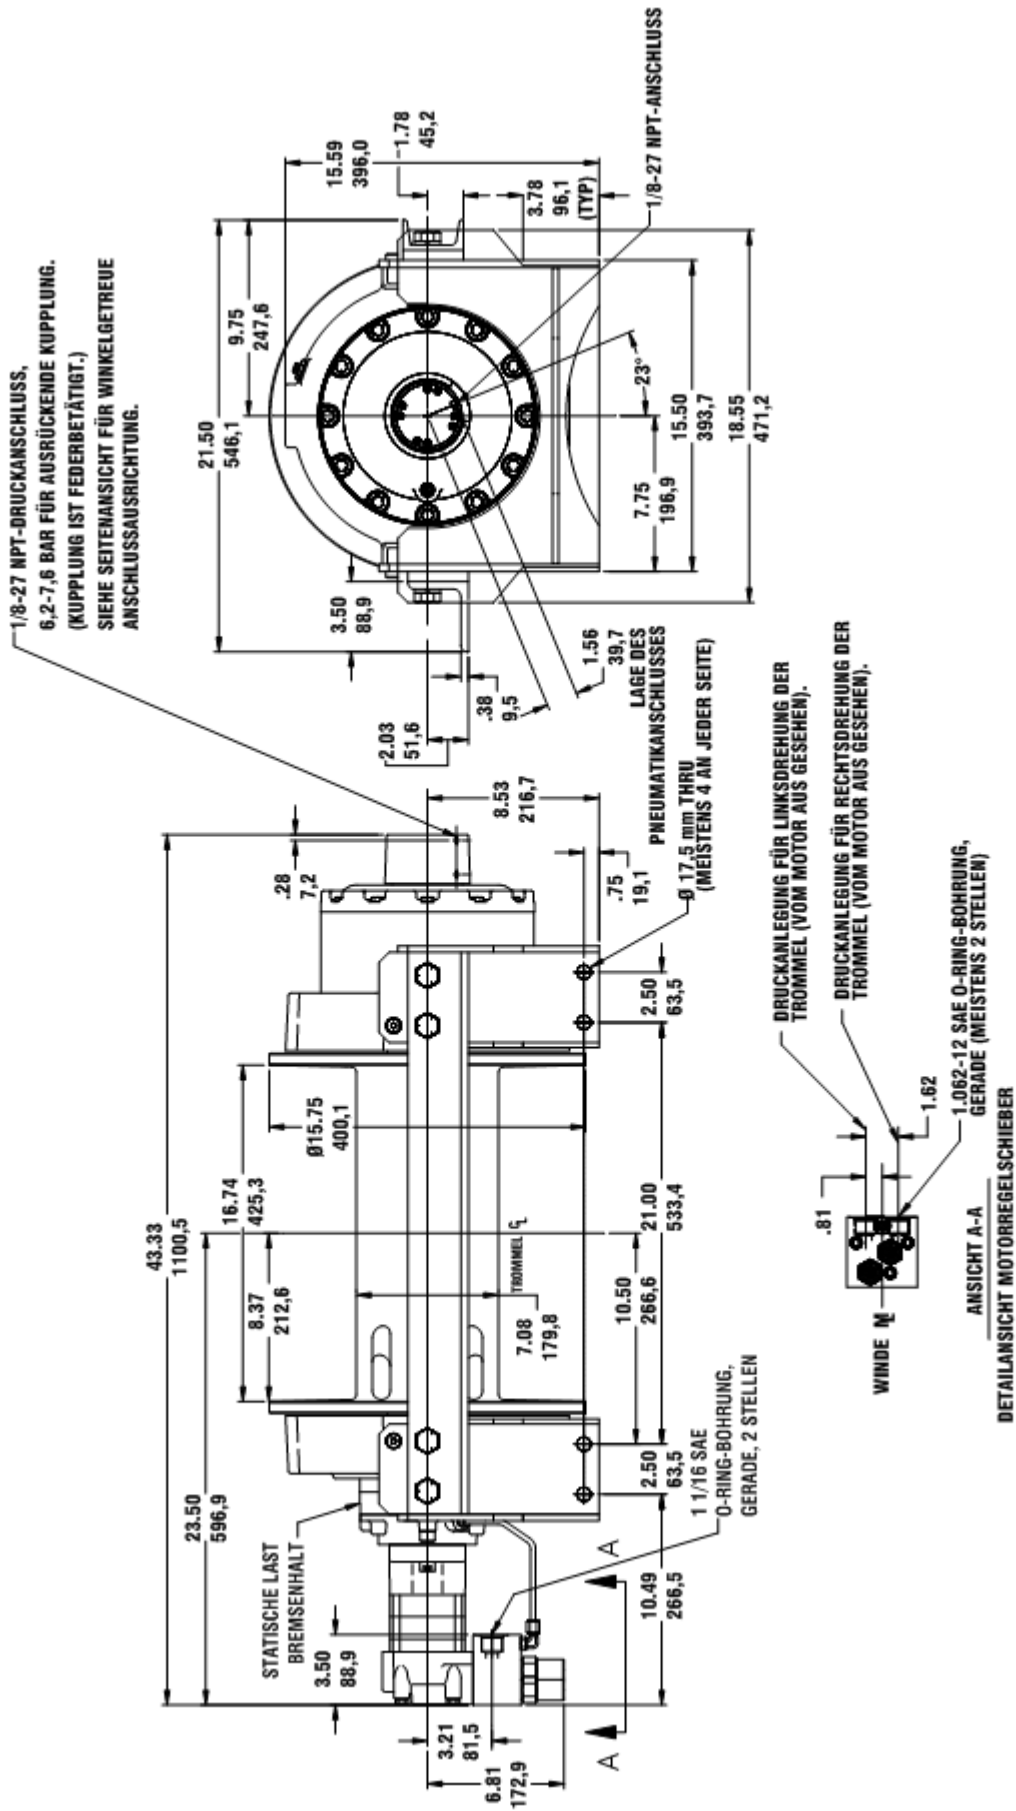 1/8-27 NPT-DRUCKANSCHLUSS,
6,2-7,6 BAR FÜR AUSRÜCKENDE KUPPLUNG.
(KUPPLUNG IST FEDERBETÄTIGT.)
SIEHE SEITENANSICHT FÜR WINKELGETREUE
ANSCHLUSSAUSRICHTUNG.
43.33
1100,5
23.50
596,9
16.74
425,3
8.37
212,6
Ø15.75
400,1
.28
7,2
STATISCHE LAST
BREMSENHALT
3.50
88,9
3.21
81,5
6.81
172,9
7.08
179,8
TROMMEL ℄
8.53
216,7
.75
19,1
Ø 17,5 mm THRU
(MEISTENS 4 AN JEDER SEITE)
2.50
63,5
21.00
533,4
10.50
266,6
2.50
63,5
10.49
266,5
1 1/16 SAE
O-RING-BOHRUNG,
GERADE, 2 STELLEN
A
A
21.50
546,1
9.75
247,6
15.59
396,0
1.78
45,2
3.78
96,1
(TYP)
1/8-27 NPT-ANSCHLUSS
3.50
88,9
2.03
51,6
.38
9,5
1.56
39,7
LAGE DES
PNEUMATIKANSCHLUSSES
23°
7.75
196,9
15.50
393,7
18.55
471,2
DRUCKANLEGUNG FÜR LINKSDREHUNG DER
TROMMEL (VOM MOTOR AUS GESEHEN).
DRUCKANLEGUNG FÜR RECHTSDREHUNG DER
TROMMEL (VOM MOTOR AUS GESEHEN).
.81
1.62
1.062-12 SAE O-RING-BOHRUNG,
GERADE (MEISTENS 2 STELLEN)
WINDE
ANSICHT A-A
DETAILANSICHT MOTORREGELSCHIEBER